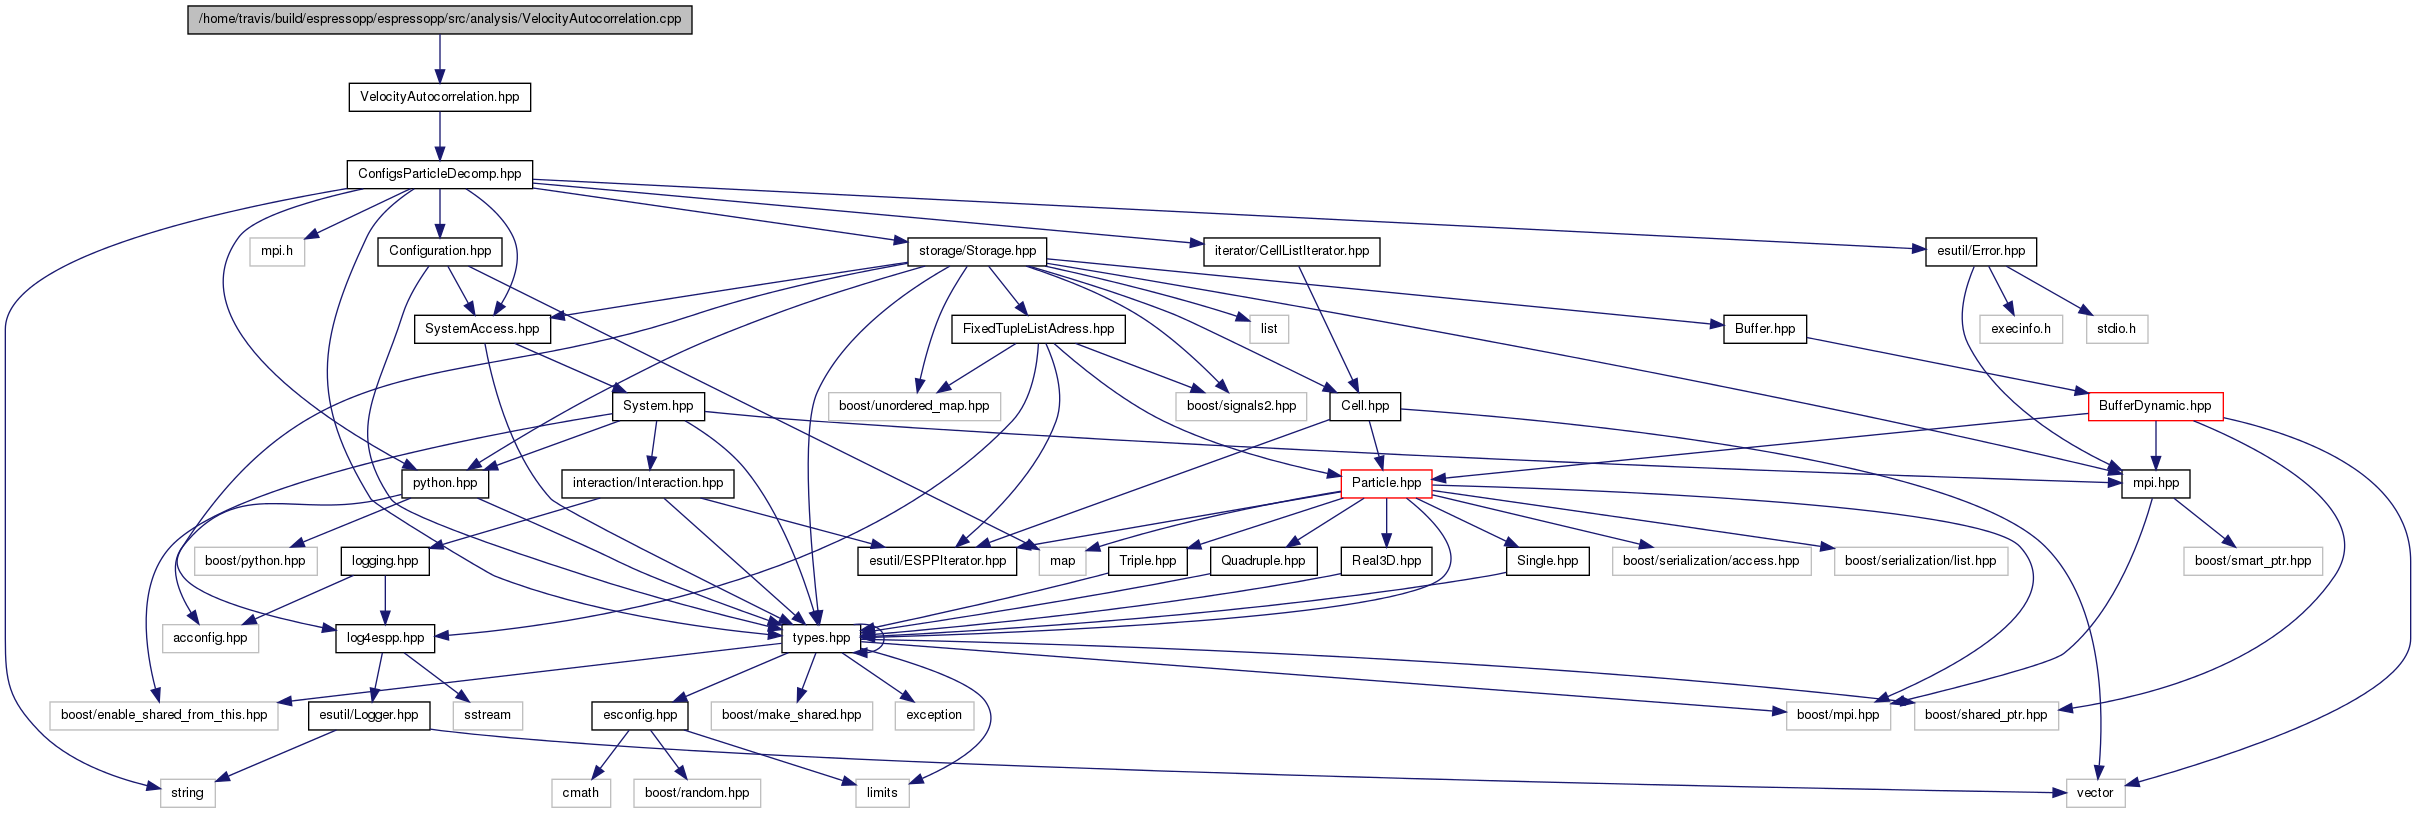 /home/travis/build/espressopp/espressopp/src/analysis/VelocityAutocorrelation.cpp
VelocityAutocorrelation.hpp
ConfigsParticleDecomp.hpp
mpi.h
Configuration.hpp
storage/Storage.hpp
iterator/CellListIterator.hpp
esutil/Error.hpp
SystemAccess.hpp
FixedTupleListAdress.hpp
list
Buffer.hpp
execinfo.h
stdio.h
System.hpp
boost/unordered_map.hpp
boost/signals2.hpp
Cell.hpp
BufferDynamic.hpp
python.hpp
interaction/Interaction.hpp
Particle.hpp
mpi.hpp
boost/python.hpp
logging.hpp
esutil/ESPPIterator.hpp
map
Triple.hpp
Quadruple.hpp
Real3D.hpp
Single.hpp
boost/serialization/access.hpp
boost/serialization/list.hpp
boost/smart_ptr.hpp
acconfig.hpp
log4espp.hpp
types.hpp
boost/enable_shared_from_this.hpp
esutil/Logger.hpp
sstream
esconfig.hpp
boost/make_shared.hpp
exception
boost/mpi.hpp
boost/shared_ptr.hpp
string
cmath
boost/random.hpp
limits
vector